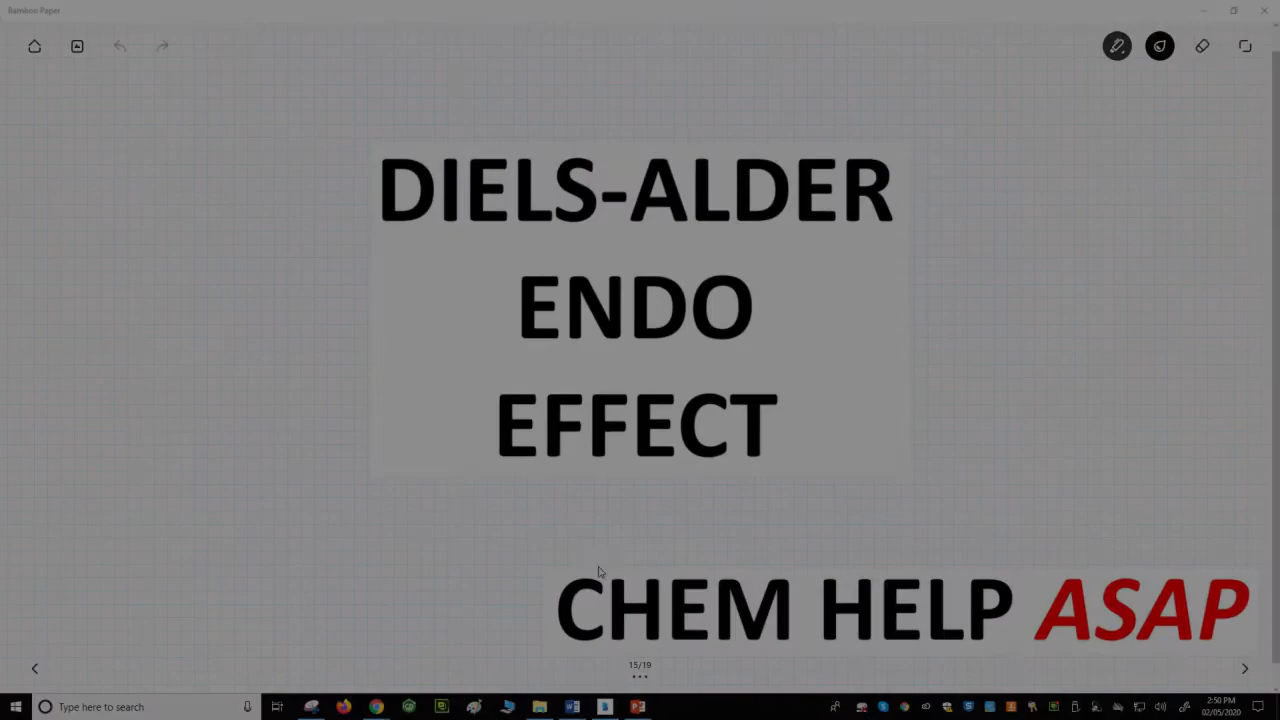 Bamboo Paper
DIELS-ALDER
ENDO
EFFECT
CHEM HELP ASAP
15/19
Type here to search
2:50 PM
02/05/2020